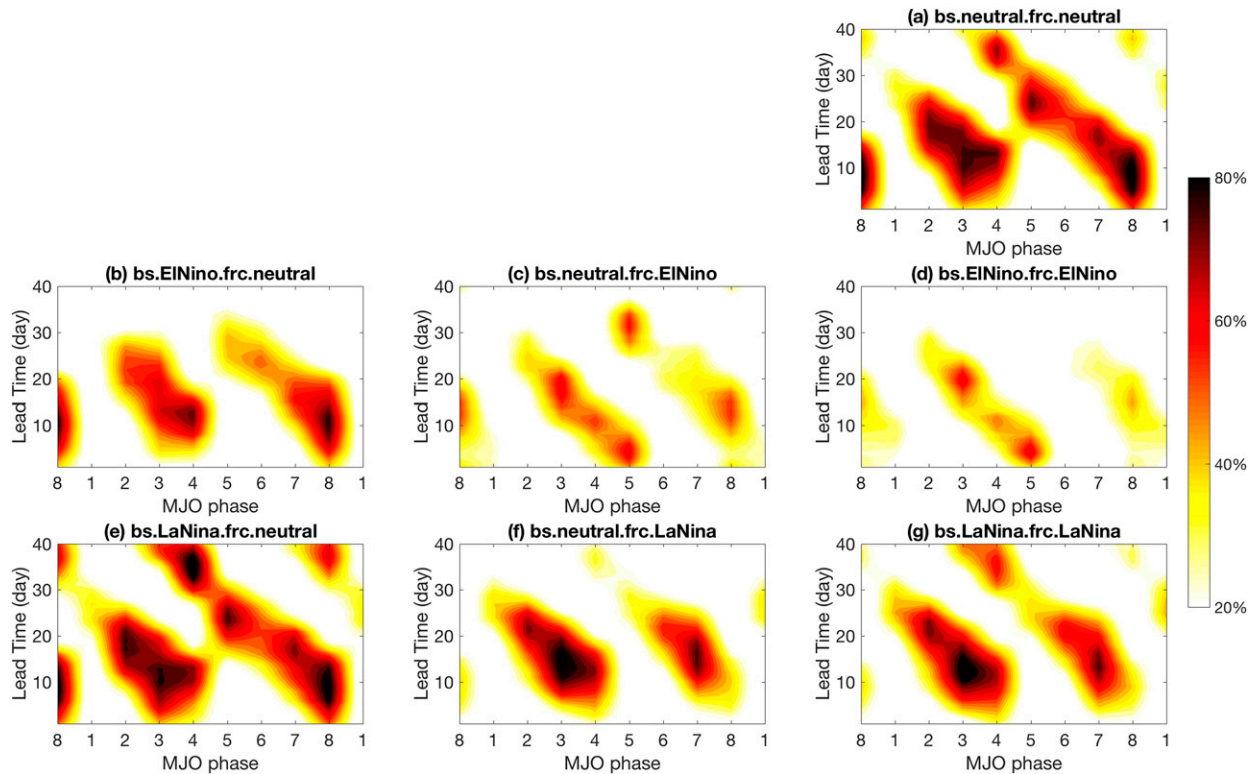 (a) bs.neutral.frc.neutral
Lead Time (day)
40
30
20
10
8 1 2 3 4 5 6 7 8 1
MJO phase
80%
60%
40%
20%
(b) bs.ElNino.frc.neutral
Lead Time (day)
40
30
20
10
8 1 2 3 4 5 6 7 8 1
MJO phase
(c) bs.neutral.frc.ElNino
Lead Time (day)
40
30
20
10
8 1 2 3 4 5 6 7 8 1
MJO phase
(d) bs.ElNino.frc.ElNino
Lead Time (day)
40
30
20
10
8 1 2 3 4 5 6 7 8 1
MJO phase
(e) bs.LaNina.frc.neutral
Lead Time (day)
40
30
20
10
8 1 2 3 4 5 6 7 8 1
MJO phase
(f) bs.neutral.frc.LaNina
Lead Time (day)
40
30
20
10
8 1 2 3 4 5 6 7 8 1
MJO phase
(g) bs.LaNina.frc.LaNina
Lead Time (day)
40
30
20
10
8 1 2 3 4 5 6 7 8 1
MJO phase